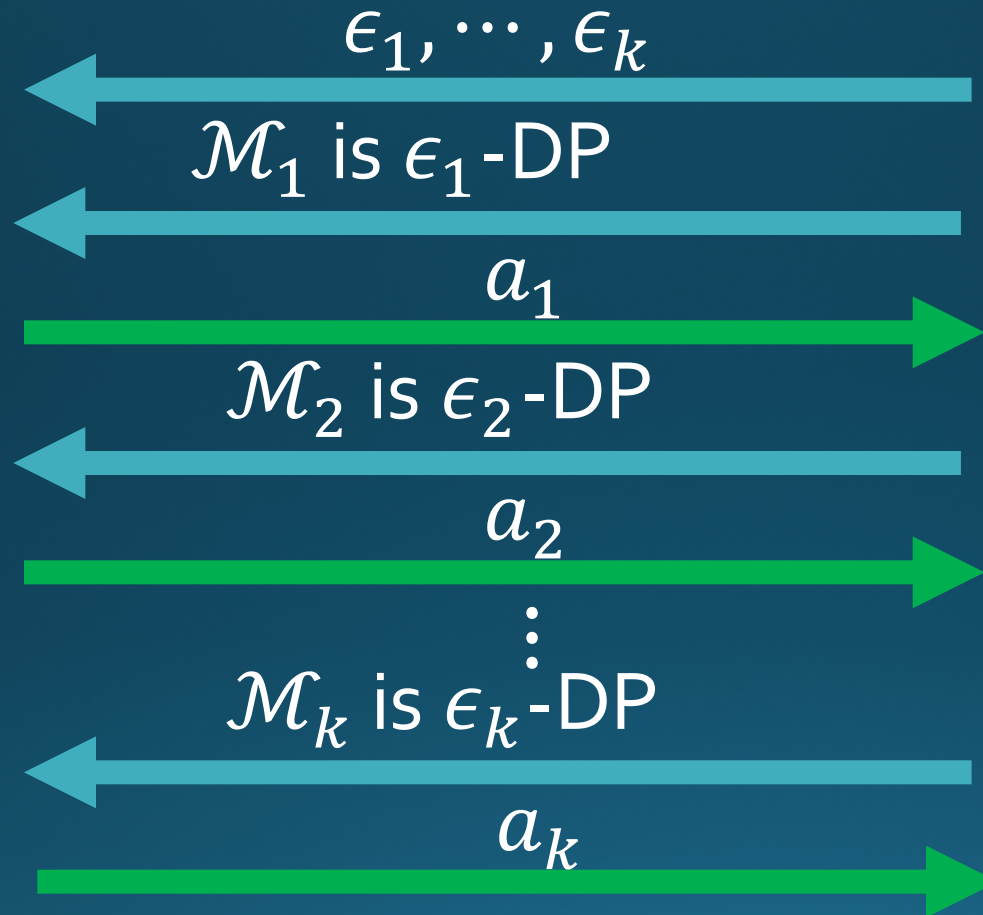 ϵ₁, ⋯, ϵₖ
ℳ₁ is ϵ₁-DP
a₁
ℳ₂ is ϵ₂-DP
a₂
⋮
ℳₖ is ϵₖ-DP
aₖ